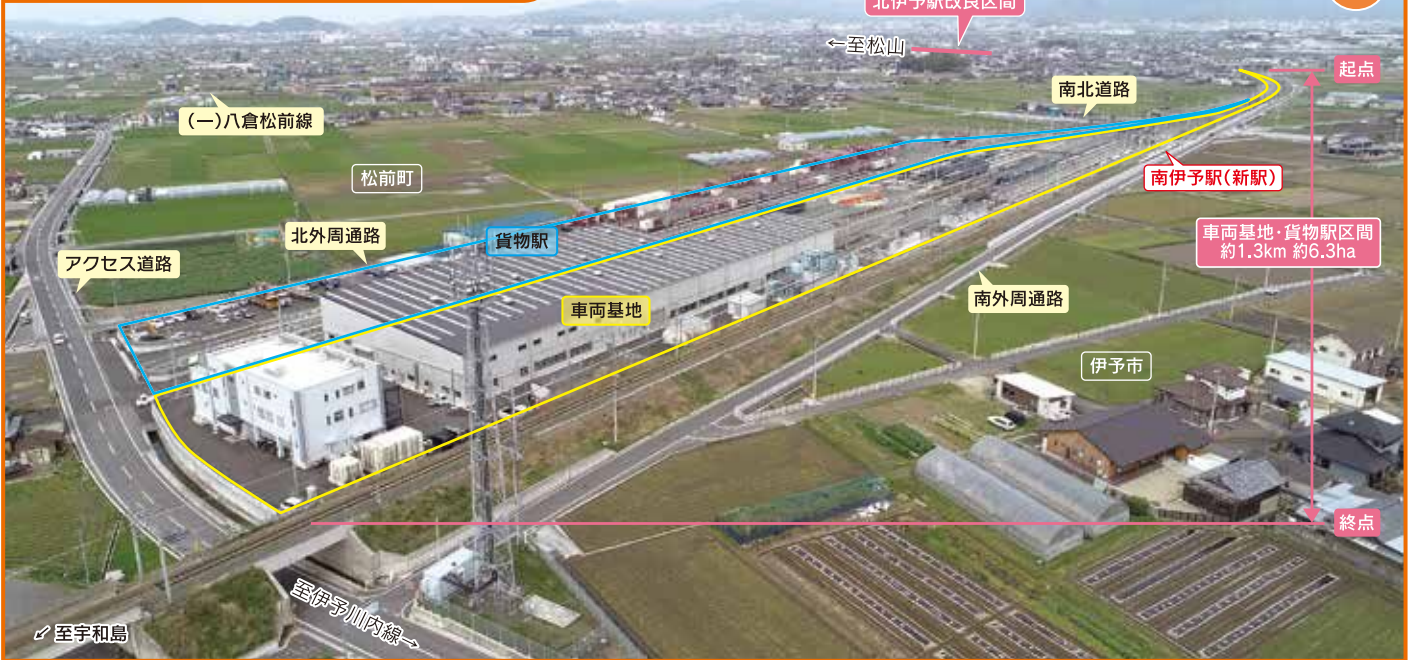 北伊予駅改良区間
←至松山
起点
南北道路
(一)八倉松前線
松前町
南伊予駅(新駅)
北外周通路
貨物駅
車両基地・貨物駅区間
約1.3km 約6.3ha
アクセス道路
車両基地
南外周通路
伊予市
終点
至伊予川内線→
↙至宇和島